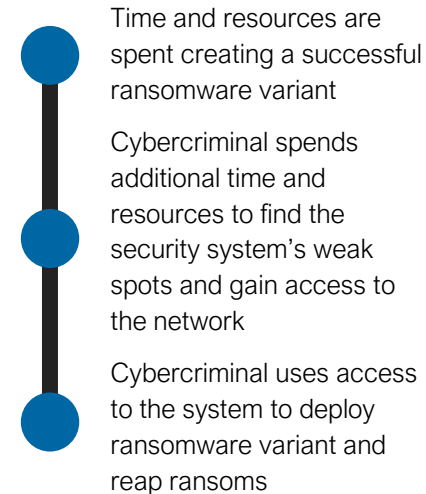 Time and resources are
spent creating a successful
ransomware variant
Cybercriminal spends
additional time and
resources to find the
security system’s weak
spots and gain access to
the network
Cybercriminal uses access
to the system to deploy
ransomware variant and
reap ransoms